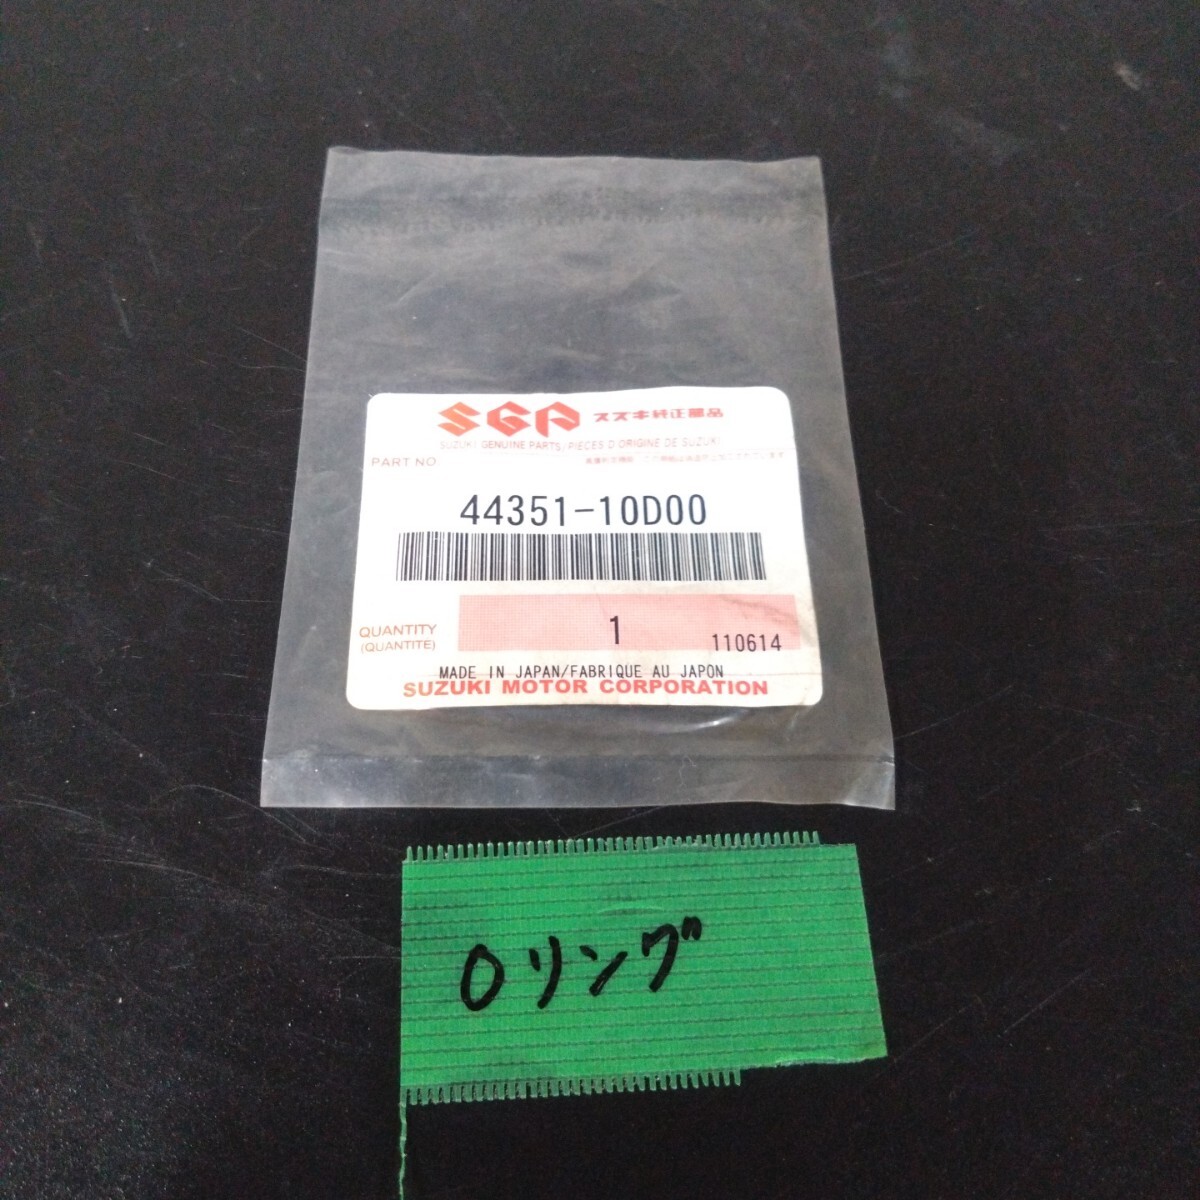 SGP スズキ純正部品
SUZUKI GENUINE PARTS/PIECES D'ORIGINE DE SUZUKI
PART NO
44351-10D00
QUANTITY
(QUANTITE)
1
110614
MADE IN JAPAN/FABRIQUE AU JAPON
SUZUKI MOTOR CORPORATION
Oリング